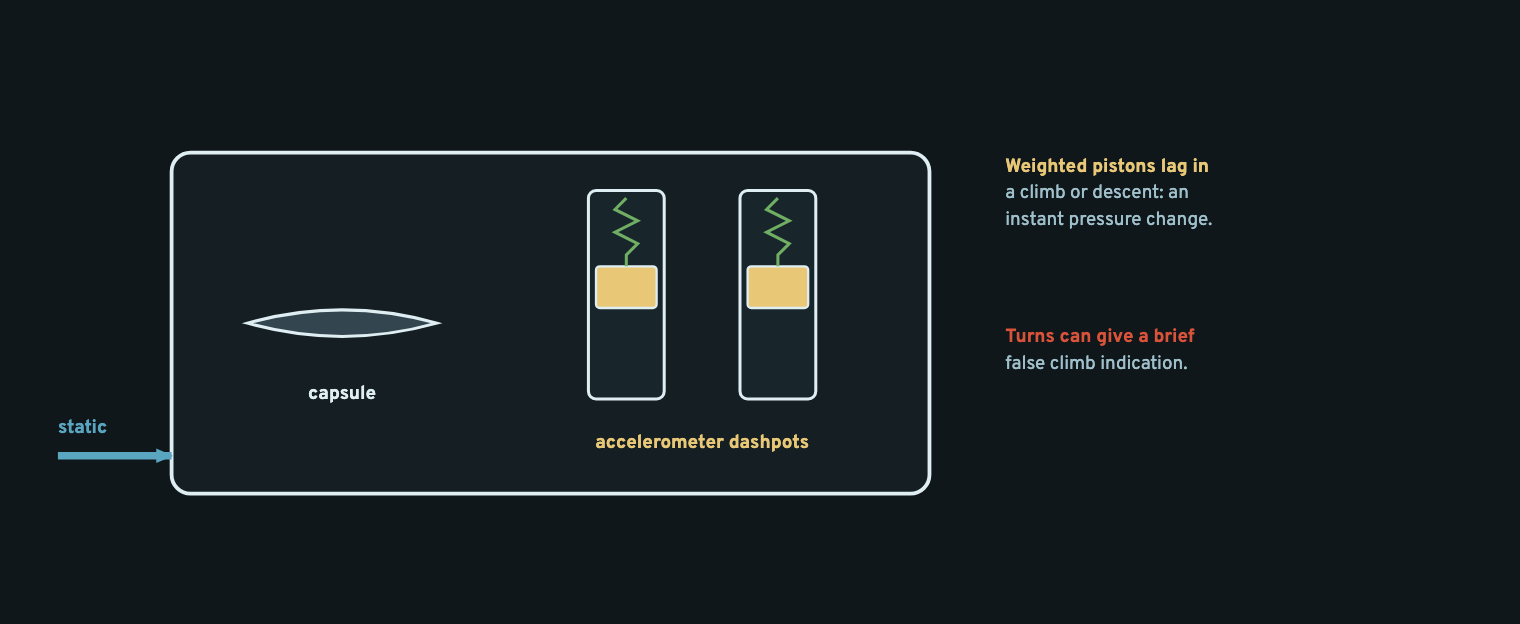 Weighted pistons lag in
a climb or descent: an
instant pressure change.
Turns can give a brief
false climb indication.
capsule
static
accelerometer dashpots